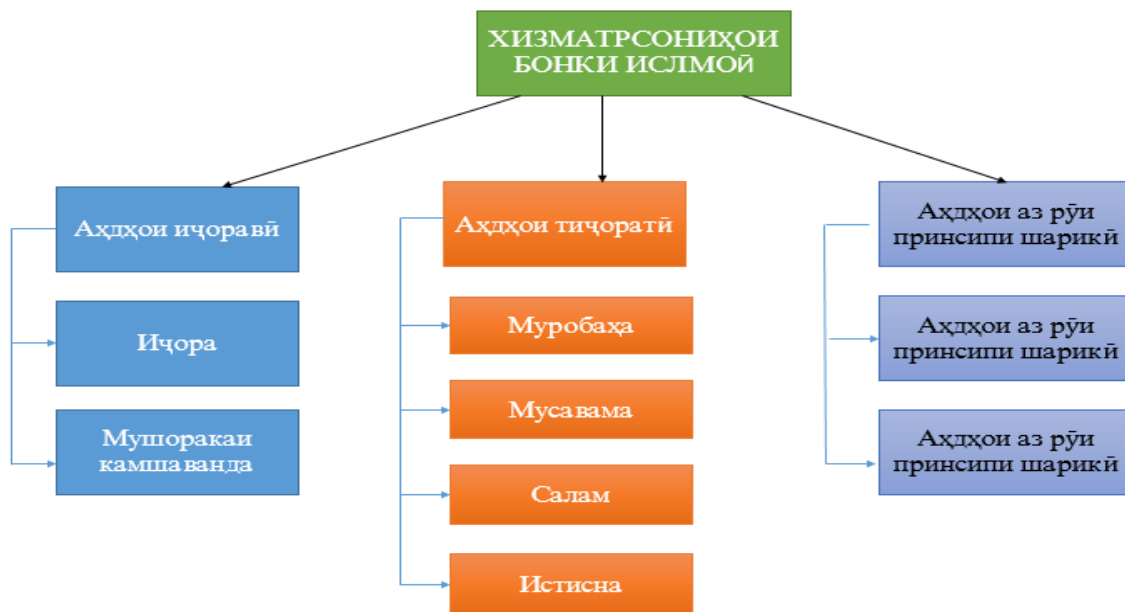 ХИЗМАТРСОНИҲОИ
БОНКИ ИСЛМОӢ
Аҳдҳои иҷоравӣ
Иҷора
Мушоракаи
камшаванда
Аҳдҳои тиҷоратӣ
Муробаҳа
Мусавама
Салам
Истисна
Аҳдҳои аз рӯи
принсипи шарикӣ
Аҳдҳои аз рӯи
принсипи шарикӣ
Аҳдҳои аз рӯи
принсипи шарикӣ